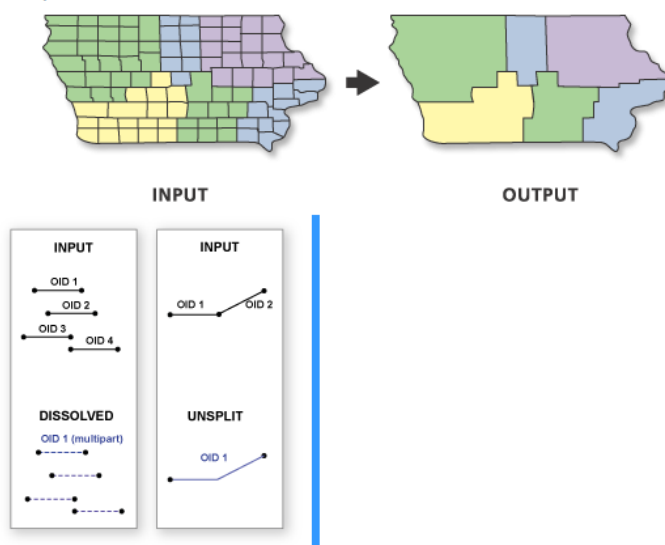 INPUT
OUTPUT
INPUT
OID 1
OID 2
OID 3
OID 4
DISSOLVED
OID 1 (multipart)
INPUT
OID 1
OID 2
UNSPLIT
OID 1